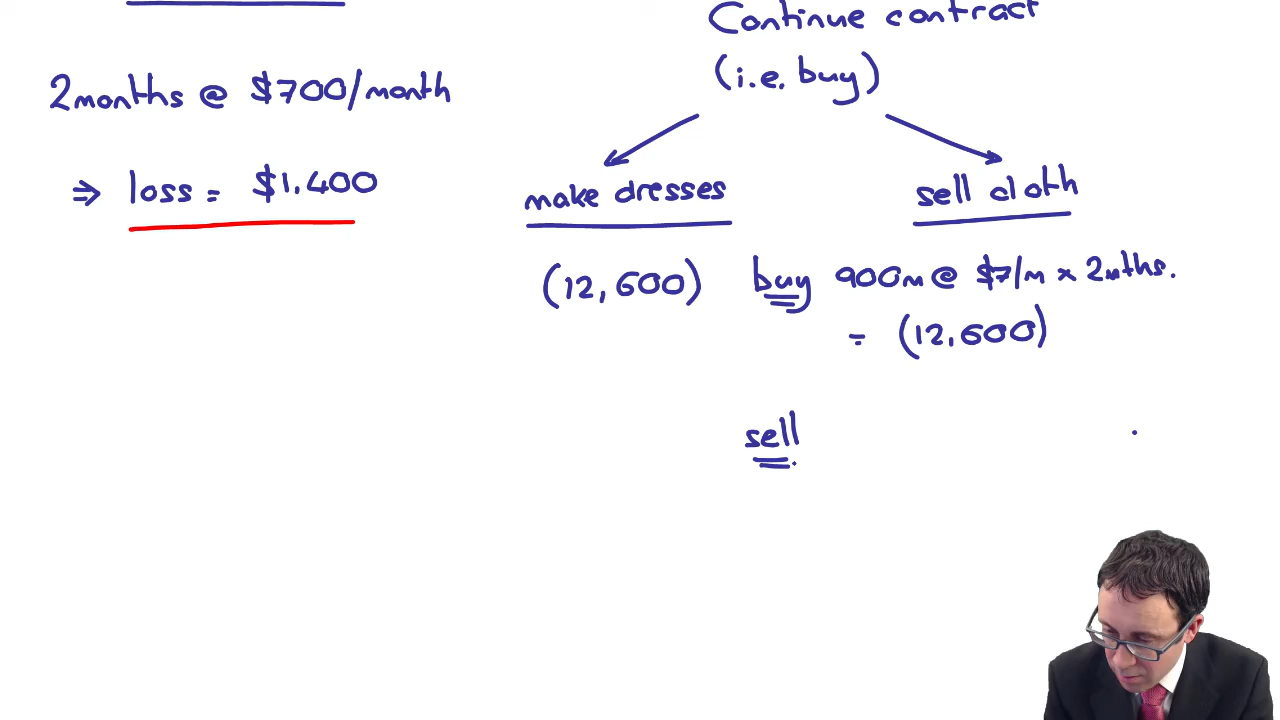 Continue contract
(i.e. buy)
2months @ $700/month
⇒ loss = $1,400
make dresses
sell cloth
(12,600)
buy 900m @ $7/m x 2mths.
= (12,600)
sell